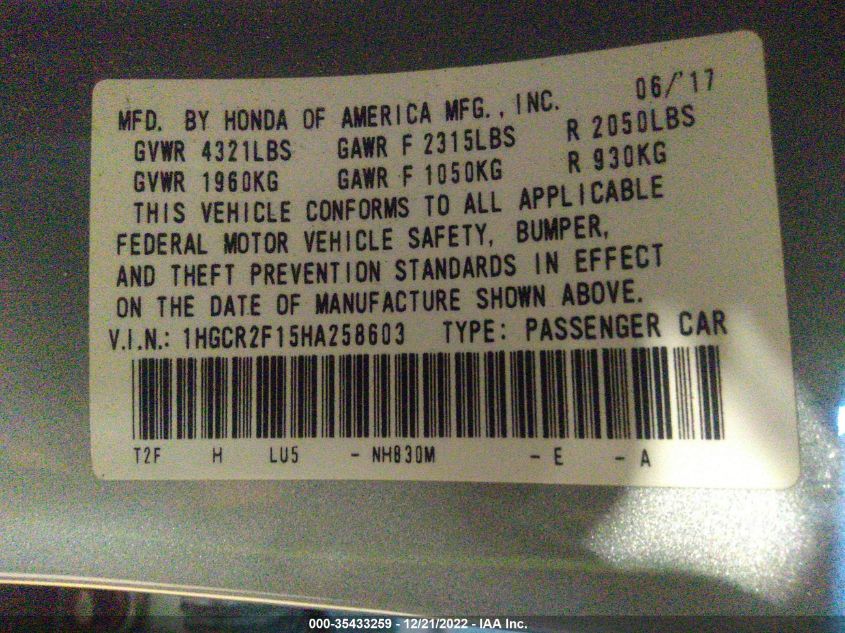 06/'17
MFD. BY HONDA OF AMERICA MFG., INC.
GVWR 4321LBS GAWR F 2315LBS R 2050LBS
GVWR 1960KG GAWR F 1050KG R 930KG
THIS VEHICLE CONFORMS TO ALL APPLICABLE
FEDERAL MOTOR VEHICLE SAFETY, BUMPER,
AND THEFT PREVENTION STANDARDS IN EFFECT
ON THE DATE OF MANUFACTURE SHOWN ABOVE.
V.I.N.: 1HGCR2F15HA258603 TYPE: PASSENGER CAR
T2F H LU5 - NH830M - E - A
000-35433259 - 12/21/2022 - IAA Inc.